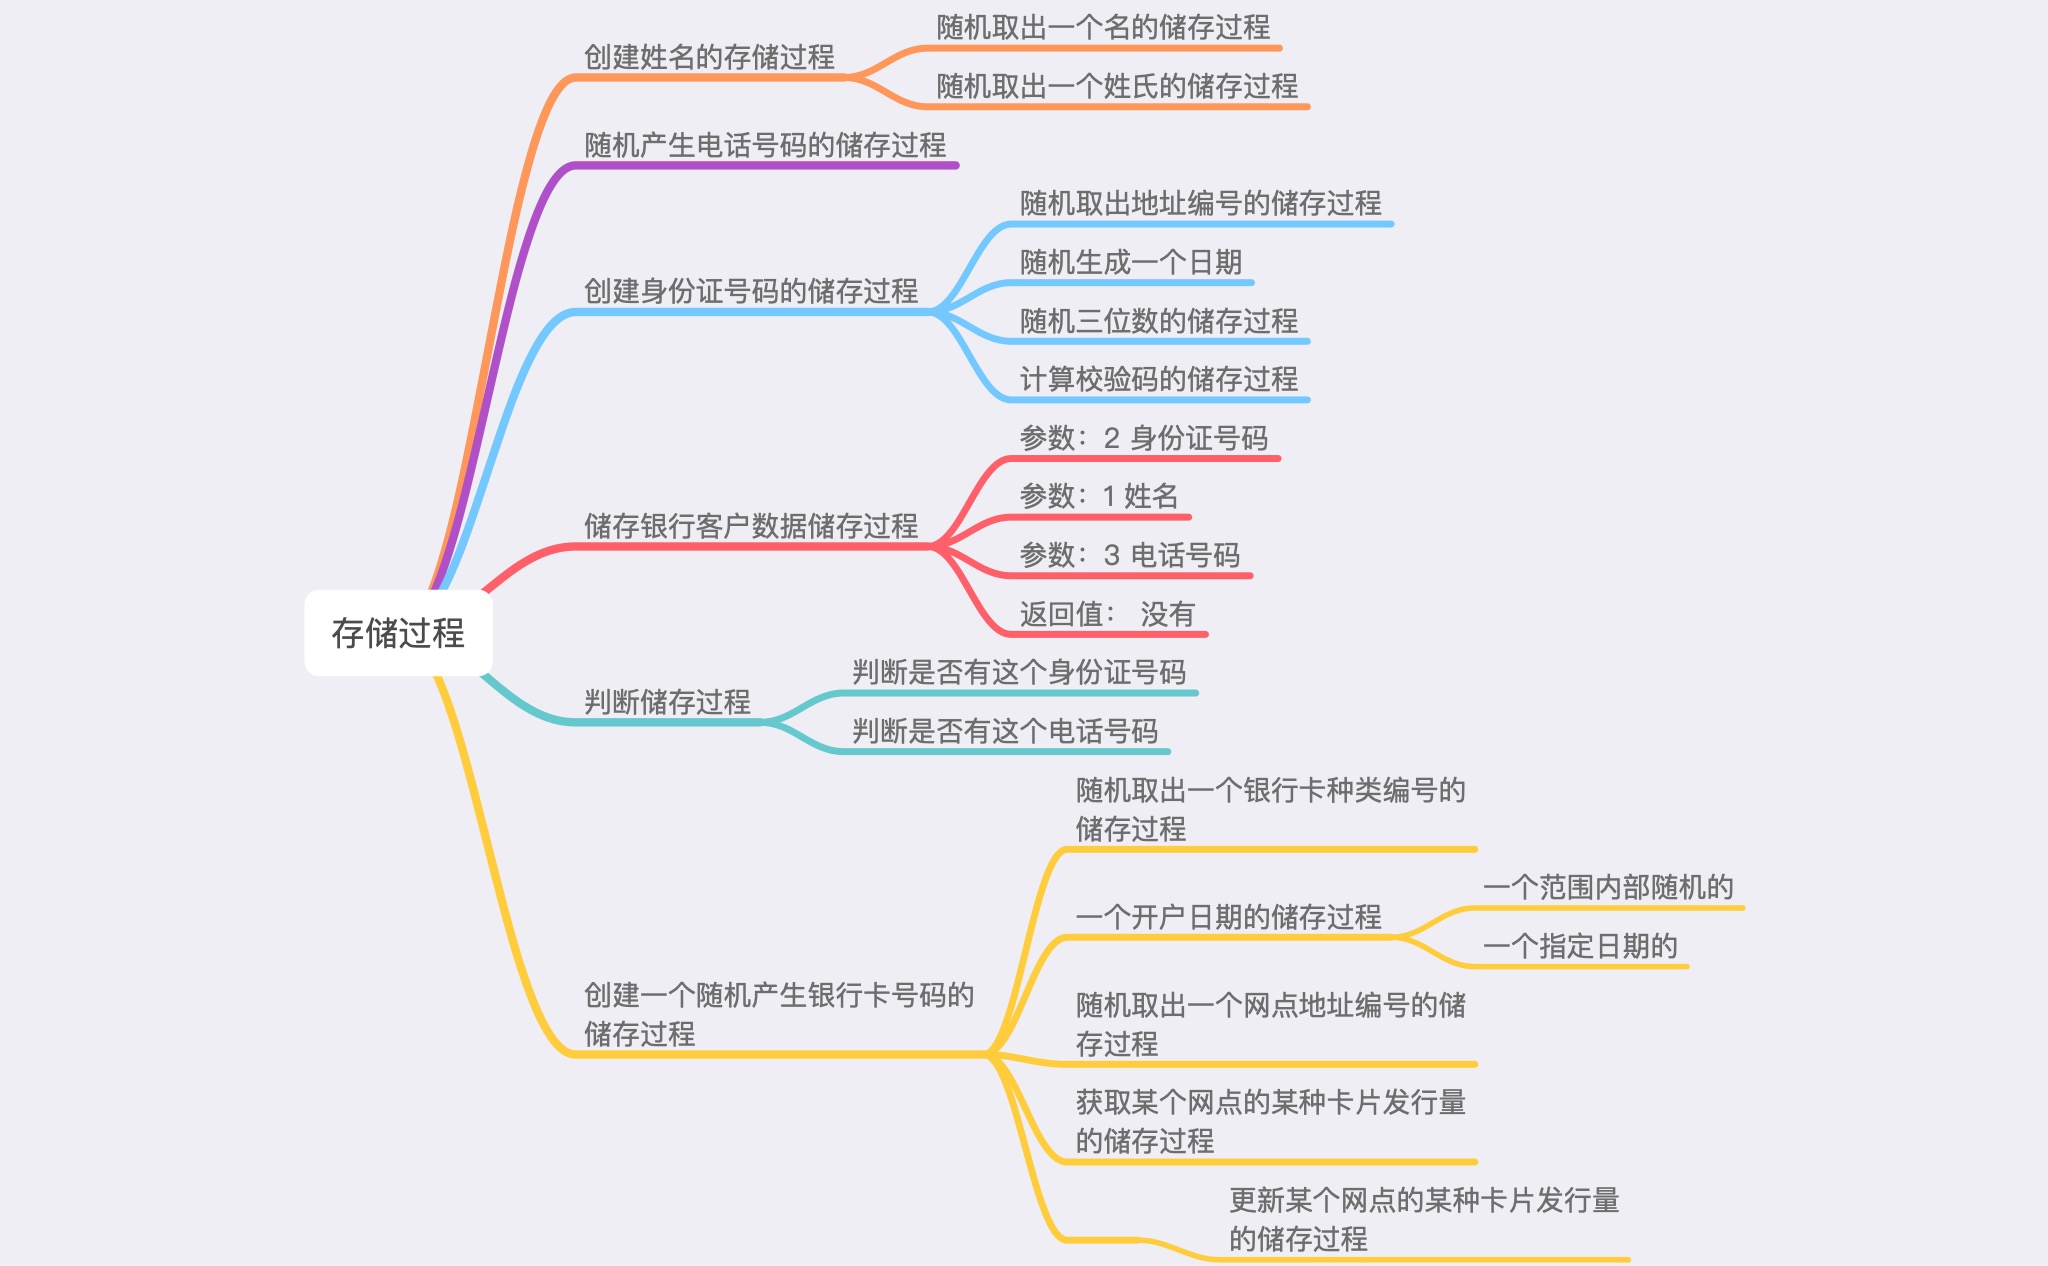 随机取出一个名的储存过程
创建姓名的存储过程
随机取出一个姓氏的储存过程
随机产生电话号码的储存过程
随机取出地址编号的储存过程
随机生成一个日期
创建身份证号码的储存过程
随机三位数的储存过程
计算校验码的储存过程
参数：2 身份证号码
参数：1 姓名
储存银行客户数据储存过程
参数：3 电话号码
返回值： 没有
存储过程
判断是否有这个身份证号码
判断储存过程
判断是否有这个电话号码
随机取出一个银行卡种类编号的
储存过程
一个范围内部随机的
一个开户日期的储存过程
一个指定日期的
创建一个随机产生银行卡号码的
储存过程
随机取出一个网点地址编号的储
存过程
获取某个网点的某种卡片发行量
的储存过程
更新某个网点的某种卡片发行量
的储存过程